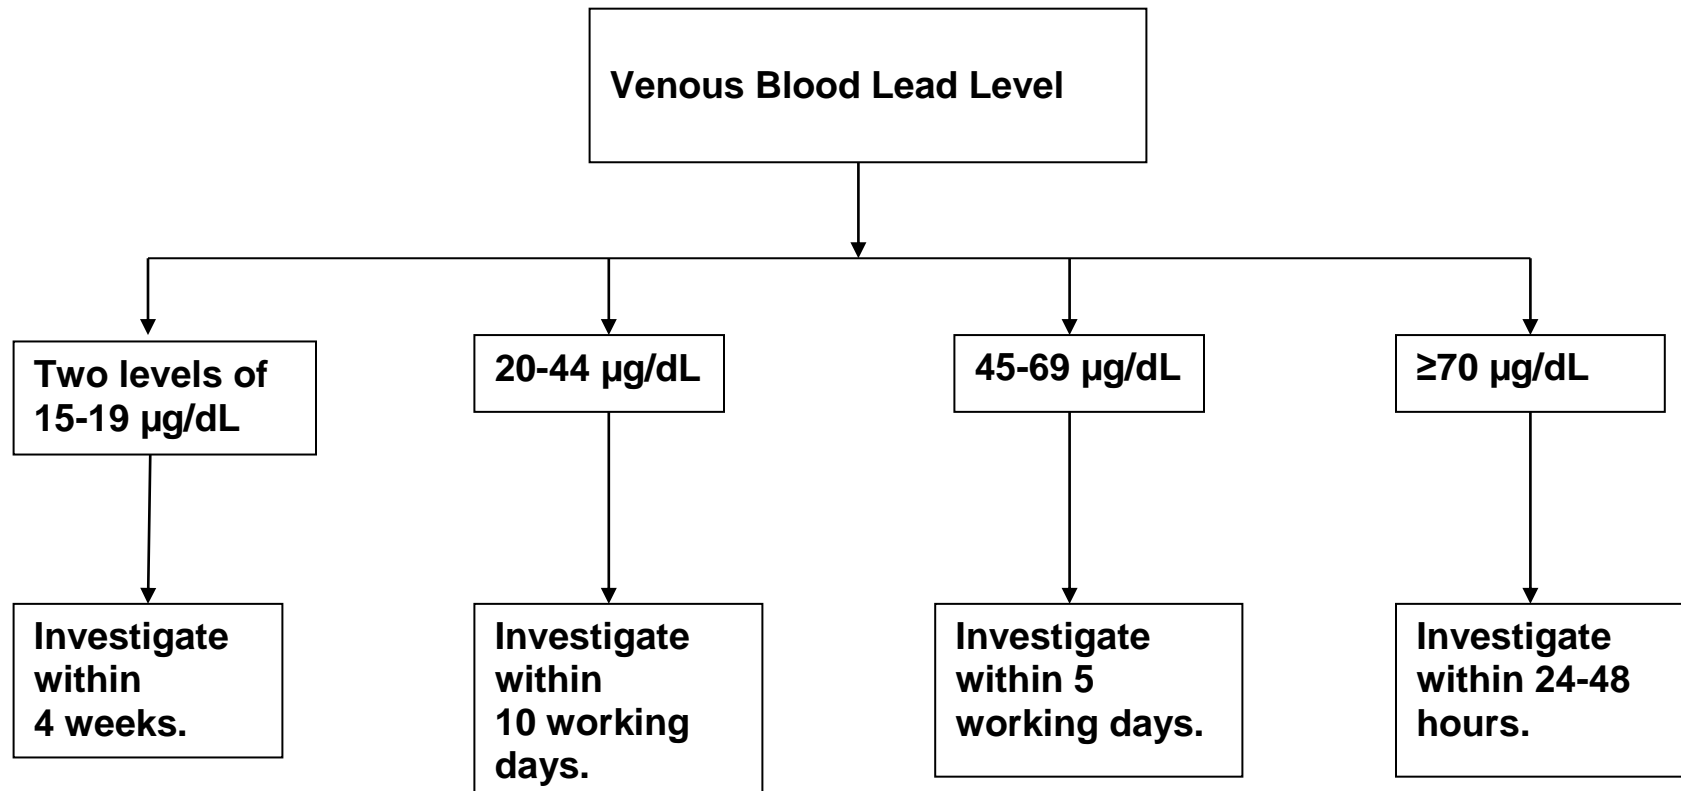 Venous Blood Lead Level
Two levels of
15-19 µg/dL
20-44 µg/dL
45-69 µg/dL
≥70 µg/dL
Investigate
within
4 weeks.
Investigate
within
10 working
days.
Investigate
within 5
working days.
Investigate
within 24-48
hours.